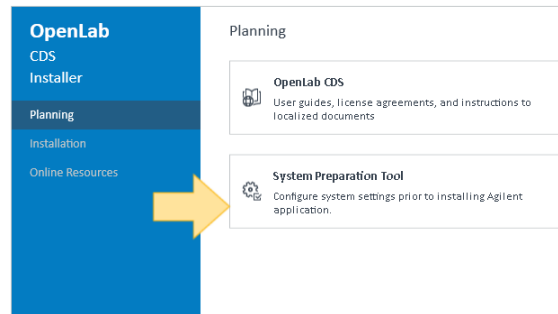 OpenLab
CDS
Installer
Planning
Installation
Online Resources
Planning
OpenLab CDS
User guides, license agreements, and instructions to
localized documents
System Preparation Tool
Configure system settings prior to installing Agilent
application.